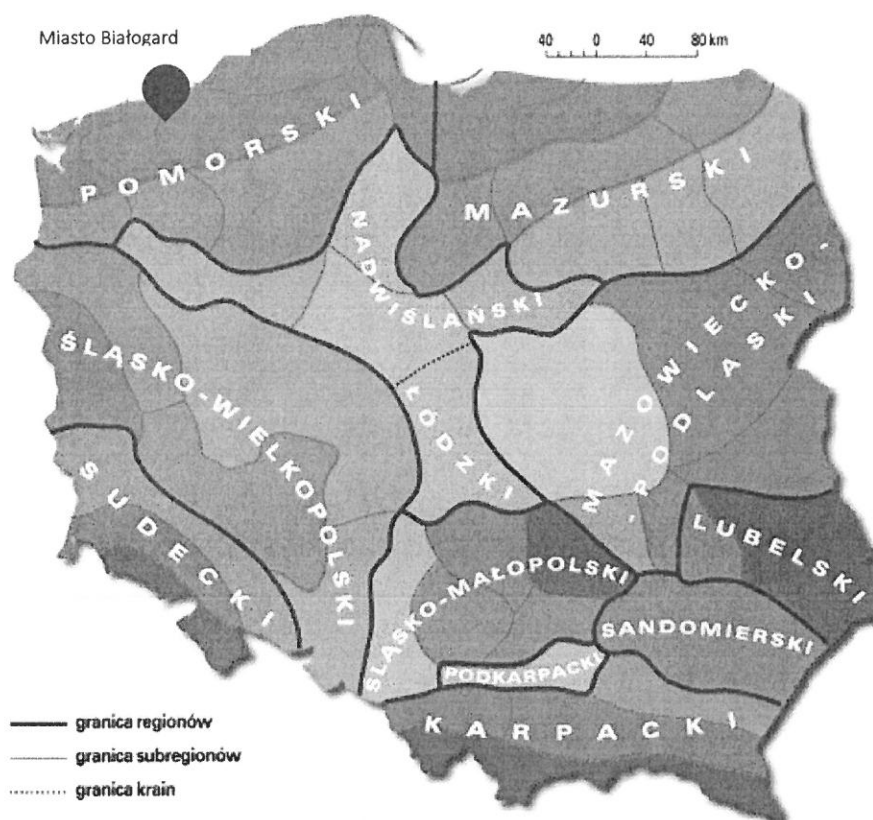 Miasto Białogard
40 0 40 80 km
POMORSKI
MAZURSKI
NADWIŚLAŃSKI
MAZOWIECKO-
-PODLASKI
ŚLĄSKO-WIELKOPOLSKI
ŁÓDZKI
SUDECKI
LUBELSKI
ŚLĄSKO-MAŁOPOLSKI
SANDOMIERSKI
PODKARPACKI
KARPACKI
granica regionów
granica subregionów
granica krain